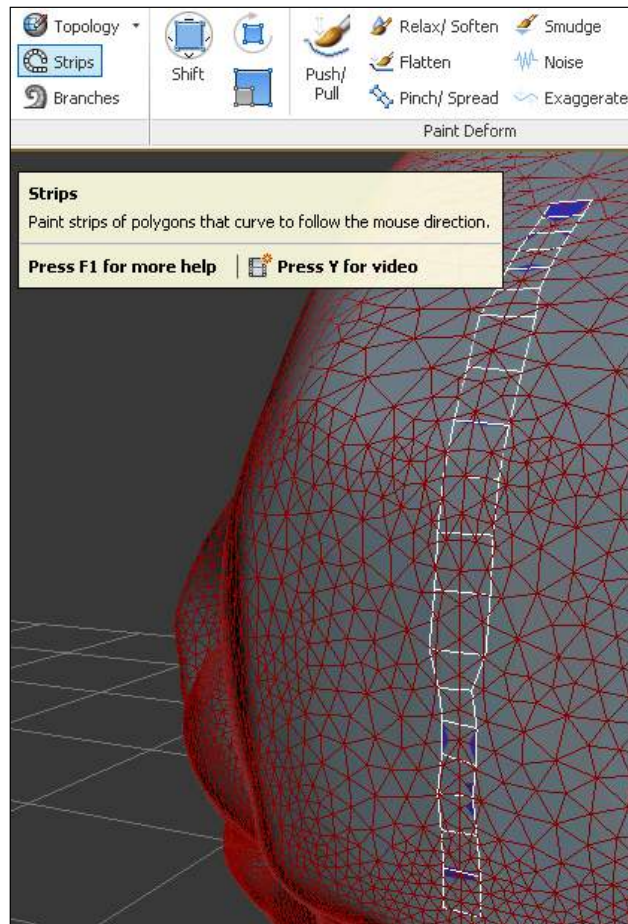 Topology
Strips
Branches
Shift
Push/
Pull
Relax/ Soften
Flatten
Pinch/ Spread
Smudge
Noise
Exaggerate
Paint Deform
Strips
Paint strips of polygons that curve to follow the mouse direction.
Press F1 for more help
Press Y for video